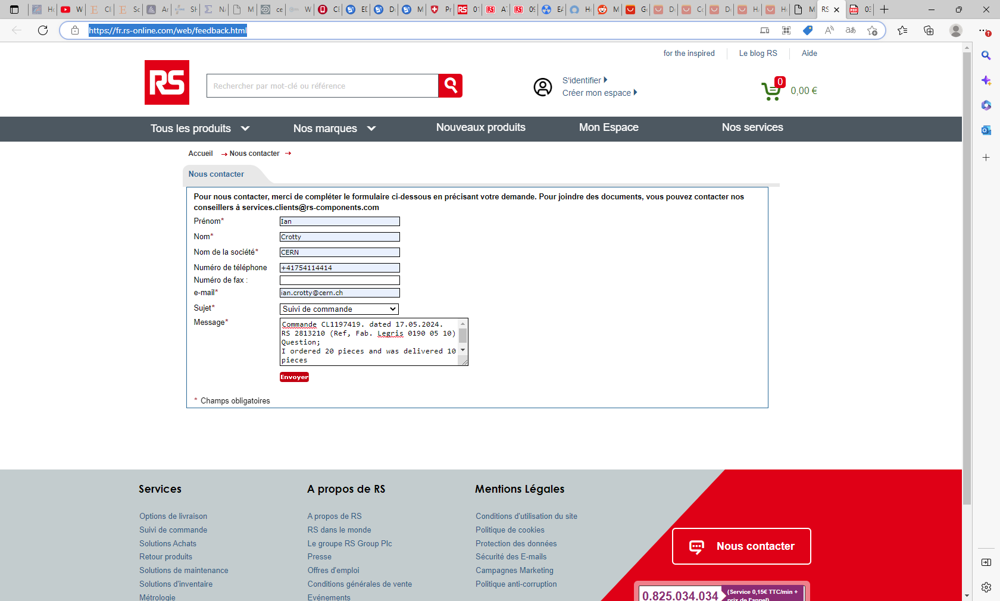 https://fr.rs-online.com/web/feedback.html
for the inspired
Le blog RS
Aide
RS
Rechercher par mot-clé ou référence
S'identifier
Créer mon espace
0
0,00 €
Tous les produits
Nos marques
Nouveaux produits
Mon Espace
Nos services
Accueil → Nous contacter →
Nous contacter
Pour nous contacter, merci de compléter le formulaire ci-dessous en précisant votre demande. Pour joindre des documents, vous pouvez contacter nos
conseillers à services.clients@rs-components.com
Prénom* Ian
Nom* Crotty
Nom de la société* CERN
Numéro de téléphone +41754114414
Numéro de fax :
e-mail* ian.crotty@cern.ch
Sujet* Suivi de commande
Message* Commande CL1197419. dated 17.05.2024.
RS 2813210 (Ref, Fab. Legris 0190 05 10)
Question;
I ordered 20 pieces and was delivered 10
pieces
Envoyer
* Champs obligatoires
Services
Options de livraison
Suivi de commande
Solutions Achats
Retour produits
Solutions de maintenance
Solutions d'inventaire
Métrologie
A propos de RS
A propos de RS
RS dans le monde
Le groupe RS Group Plc
Presse
Offres d'emploi
Conditions générales de vente
Evénements
Mentions Légales
Conditions d'utilisation du site
Politique de cookies
Protection des données
Sécurité des E-mails
Campagnes Marketing
Politique anti-corruption
Nous contacter
0.825.034.034
(Service 0,15€ TTC/min +
prix de l'appel)